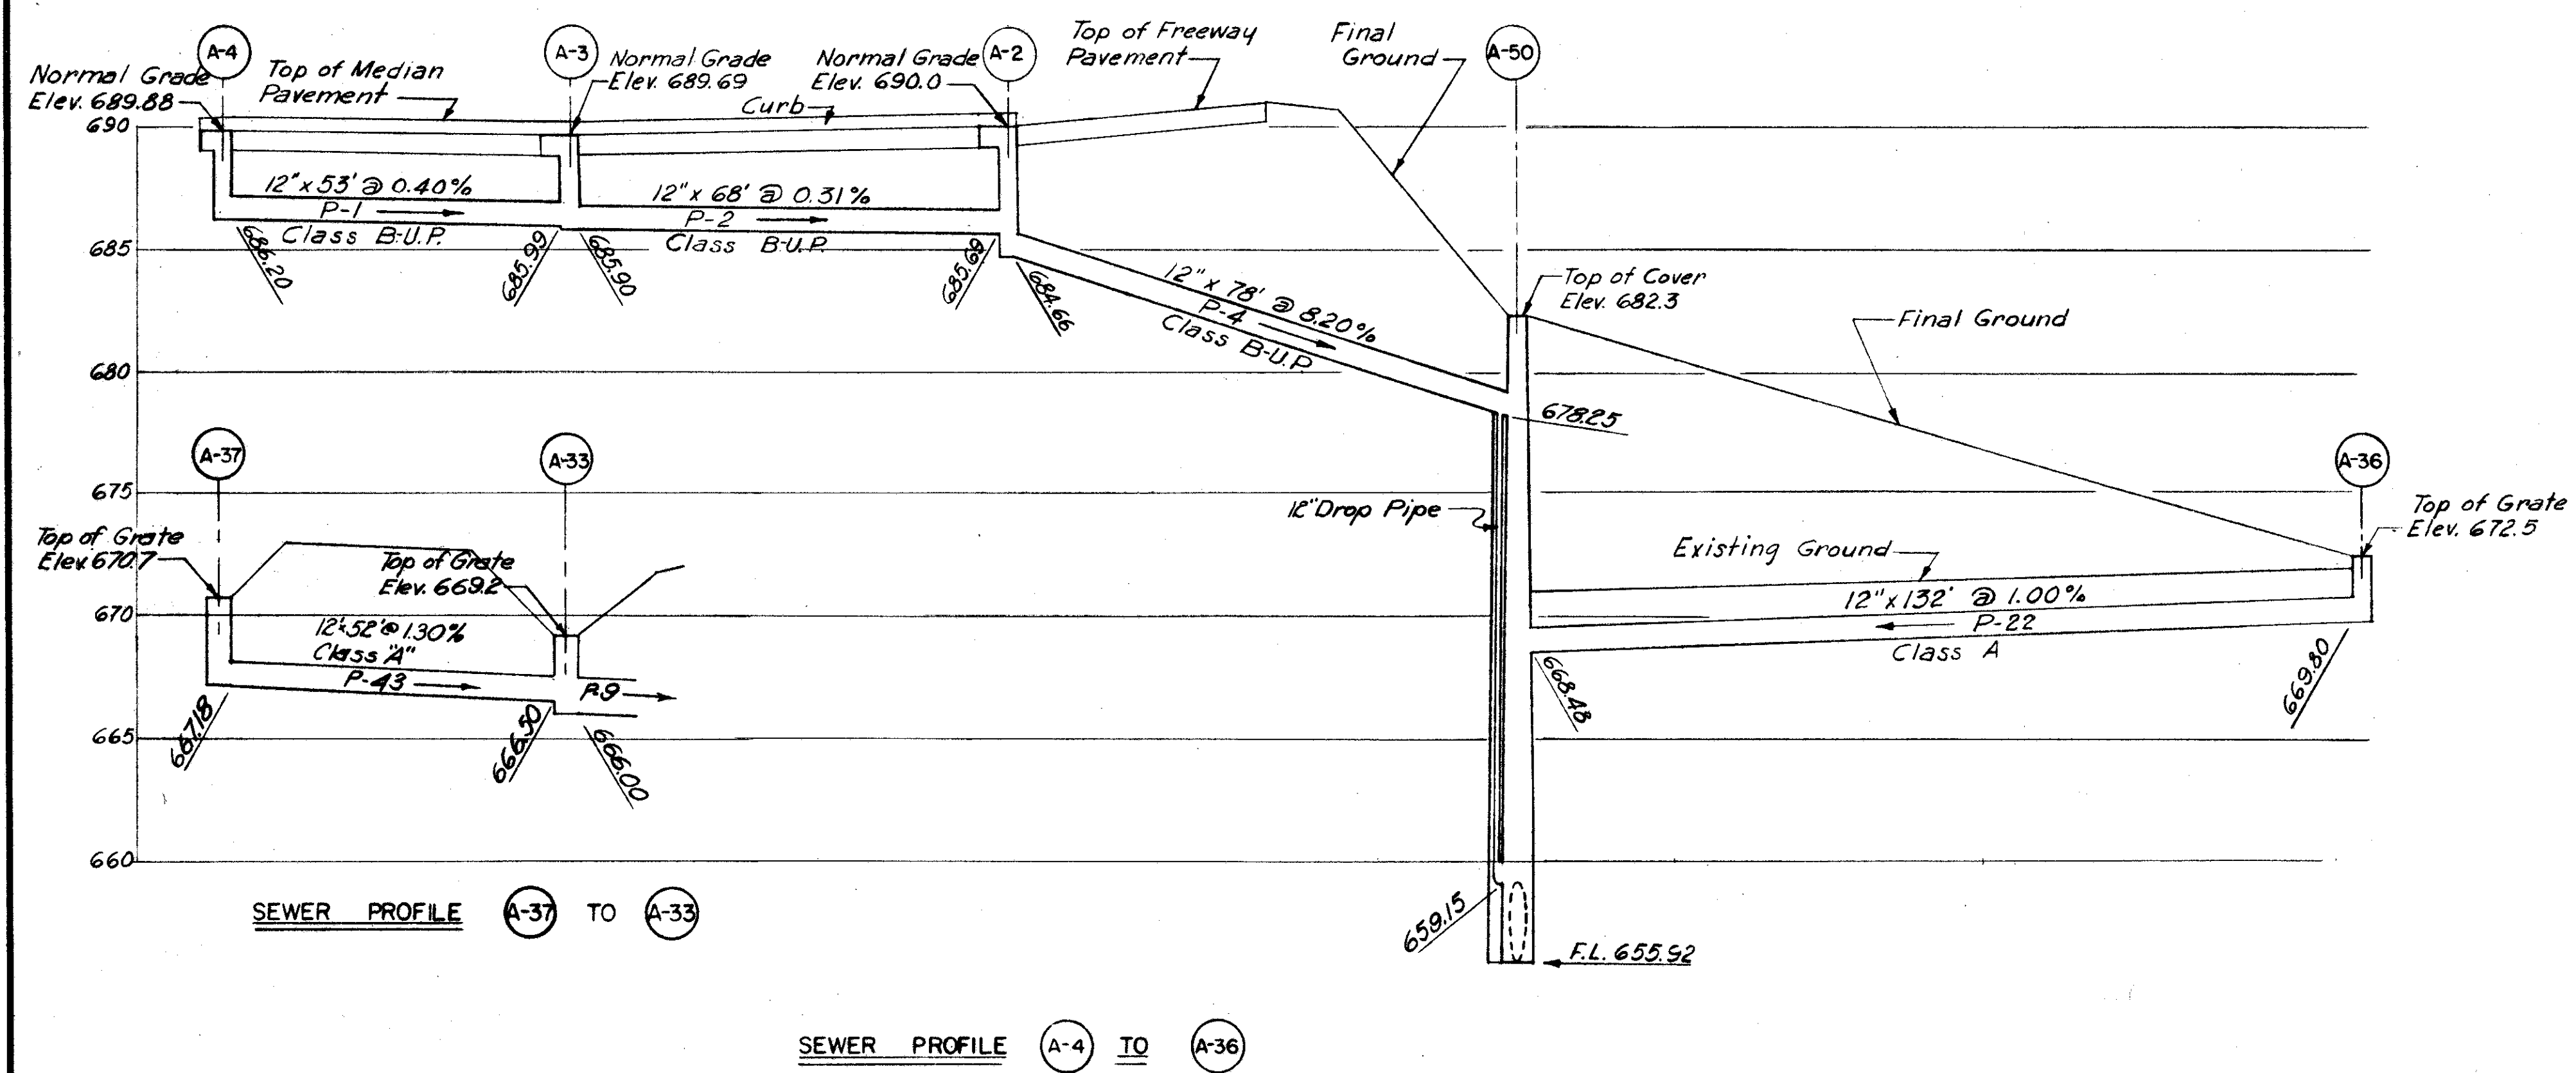 A-4
A-3
A-2
A-50
Normal Grade
Elev. 689.88
Top of Median
Pavement
Normal Grade
Elev. 689.69
Normal Grade
Elev. 690.0
Curb
Top of Freeway
Pavement
Final
Ground
690
12" x 53' @ 0.40%
P-1
Class B-U.P.
12" x 68' @ 0.31%
P-2
Class B-U.P.
685
686.20
685.99
685.90
685.69
684.66
12" x 78' @ 8.20%
P-4
Class B-U.P.
Top of Cover
Elev. 682.3
Final Ground
680
678.25
A-37
A-33
A-36
675
Top of Grate
Elev. 670.7
Top of Grate
Elev. 669.2
12" Drop Pipe
Existing Ground
Top of Grate
Elev. 672.5
670
12"x52' @ 1.30%
Class "A"
P-43
P-9
12" x 132' @ 1.00%
P-22
Class A
668.48
669.80
665
667.18
666.50
666.00
660
659.15
F.L. 655.92
SEWER PROFILE A-37 TO A-33
SEWER PROFILE A-4 TO A-36